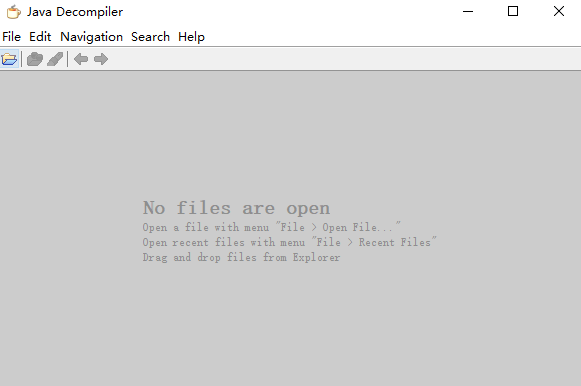 Java Decompiler
File Edit Navigation Search Help
No files are open
Open a file with menu "File > Open File..."
Open recent files with menu "File > Recent Files"
Drag and drop files from Explorer